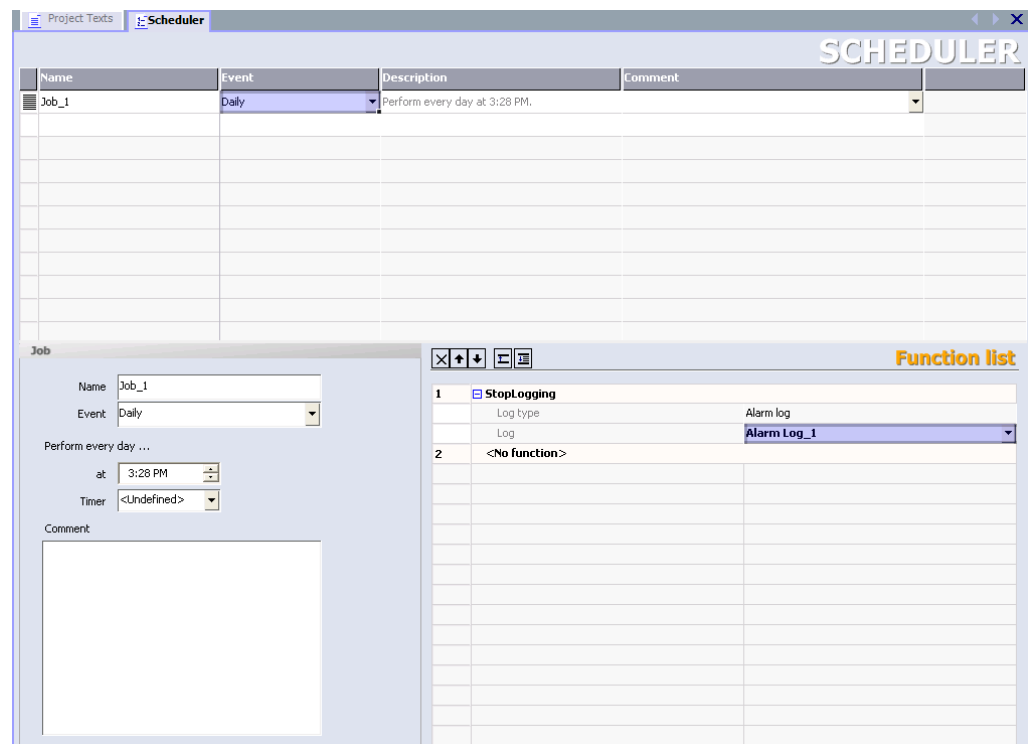 Project Texts Scheduler
SCHEDULER
Name Event Description Comment
Job_1 Daily Perform every day at 3:28 PM.
Job
Name Job_1
Event Daily
Perform every day ...
at 3:28 PM
Timer <Undefined>
Comment
Function list
1 StopLogging
Log type Alarm log
Log Alarm Log_1
2 <No function>